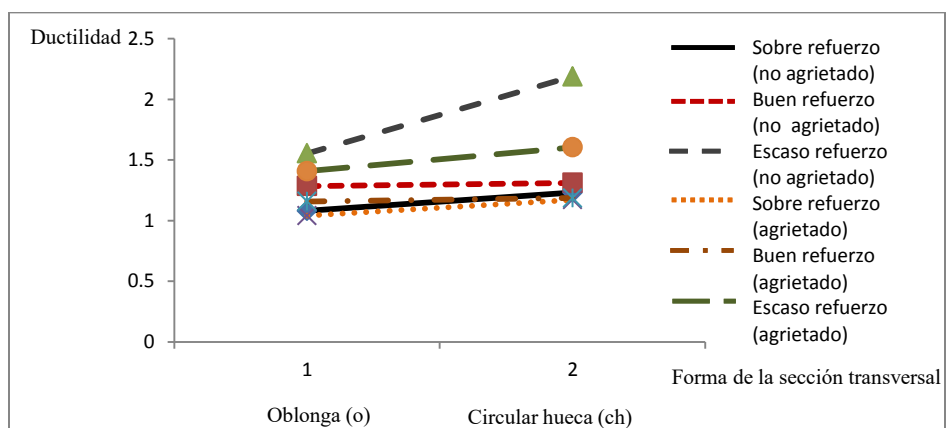 Ductilidad
2.5
2
1.5
1
0.5
0
1
2
Oblonga (o)
Circular hueca (ch)
Forma de la sección transversal
Sobre refuerzo
(no agrietado)
Buen refuerzo
(no agrietado)
Escaso refuerzo
(no agrietado)
Sobre refuerzo
(agrietado)
Buen refuerzo
(agrietado)
Escaso refuerzo
(agrietado)